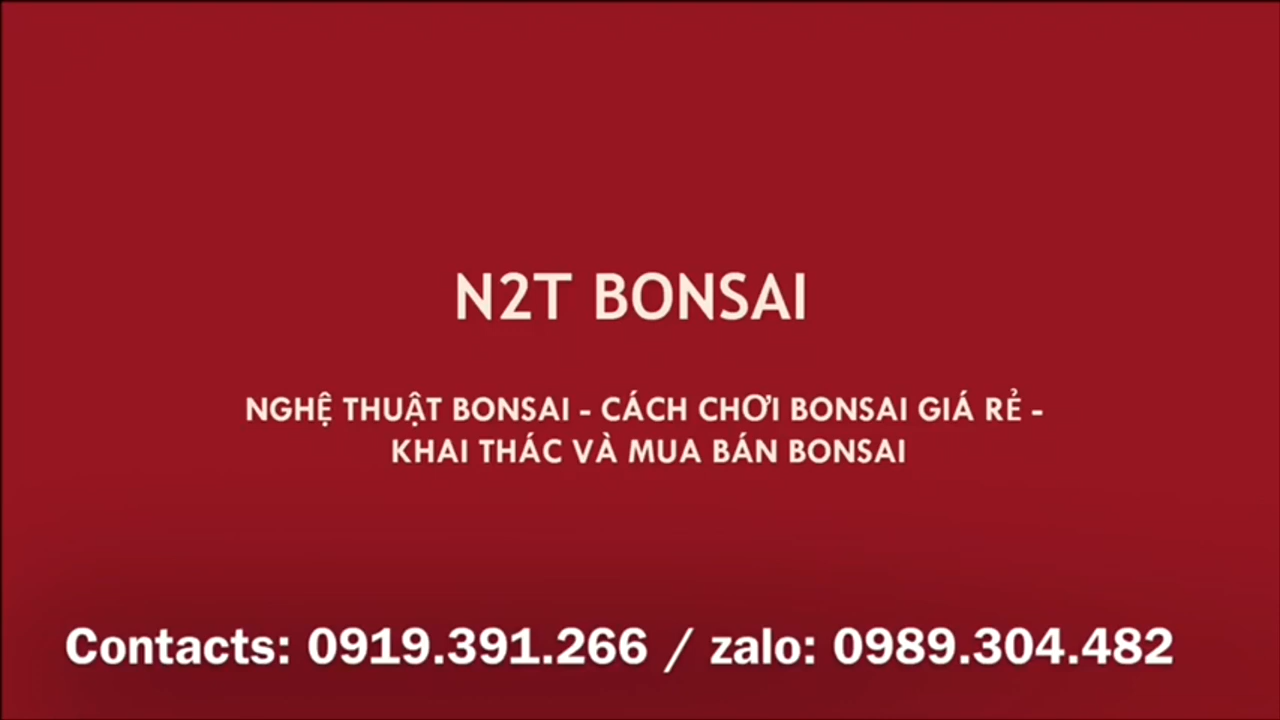 N2T BONSAI
NGHỆ THUẬT BONSAI - CÁCH CHƠI BONSAI GIÁ RẺ -
KHAI THÁC VÀ MUA BÁN BONSAI
Contacts: 0919.391.266 / zalo: 0989.304.482